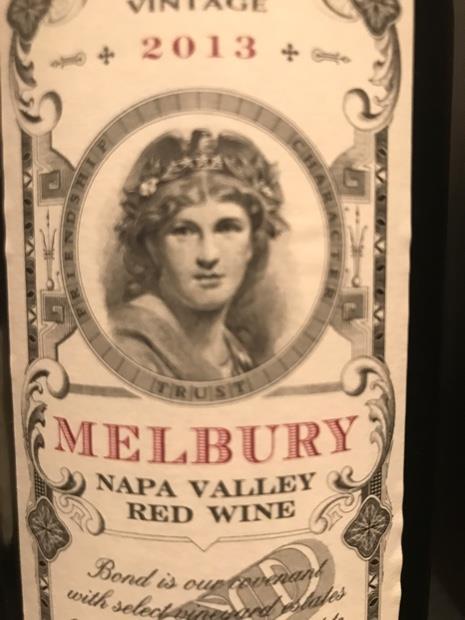 VINTAGE
2013
FRIENDSHIP
CHARACTER
TRUST
MELBURY
NAPA VALLEY
RED WINE
Bond is our covenant
with select vineyard estates